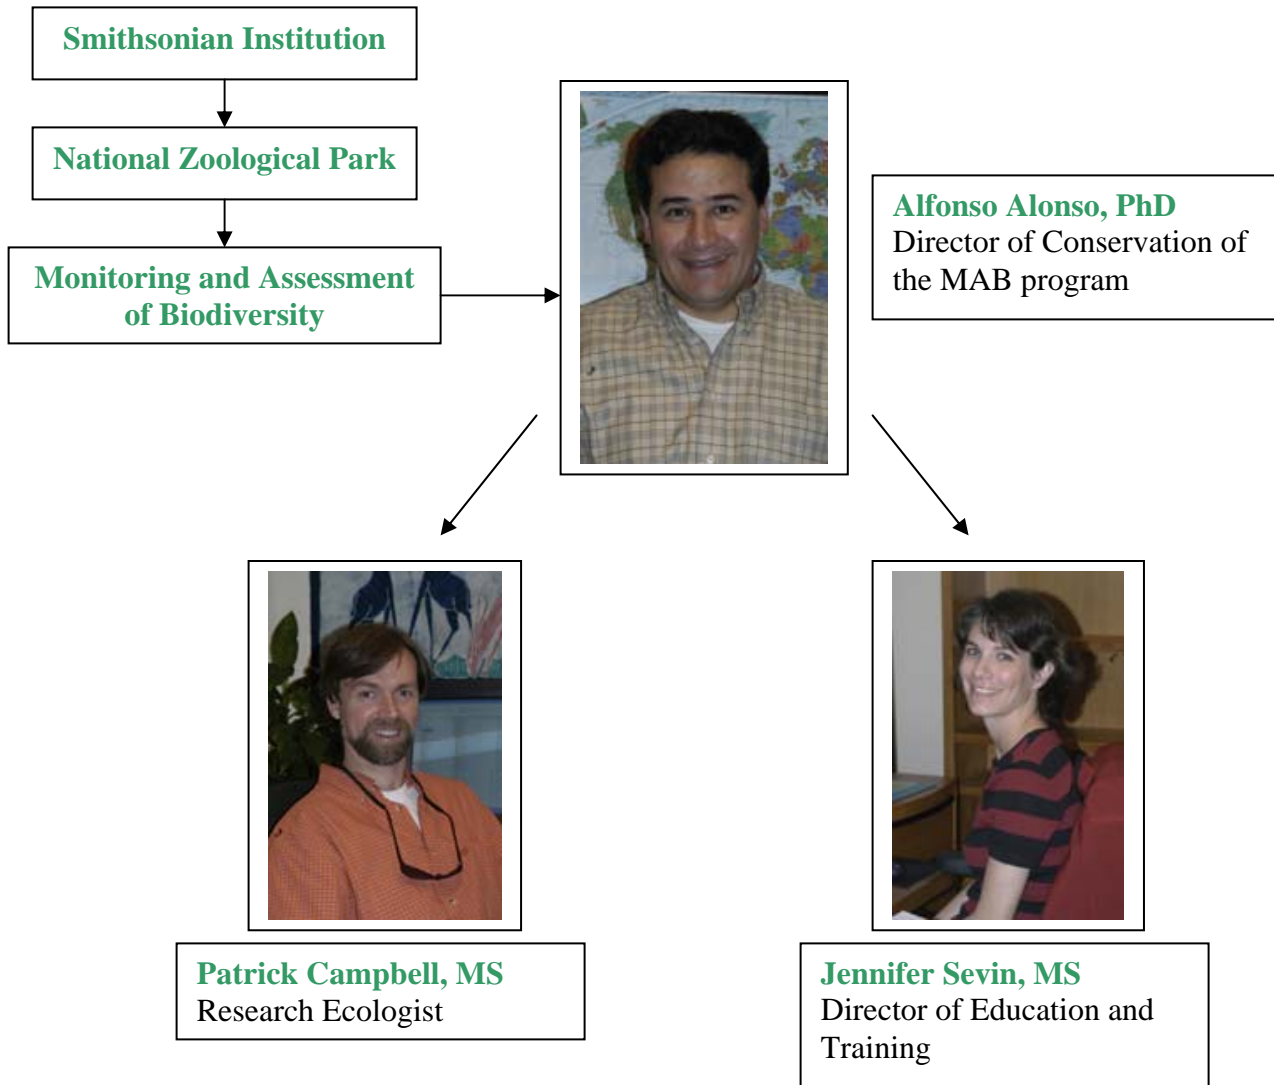 Smithsonian Institution
National Zoological Park
Monitoring and Assessment
of Biodiversity
Alfonso Alonso, PhD
Director of Conservation of
the MAB program
Patrick Campbell, MS
Research Ecologist
Jennifer Sevin, MS
Director of Education and
Training